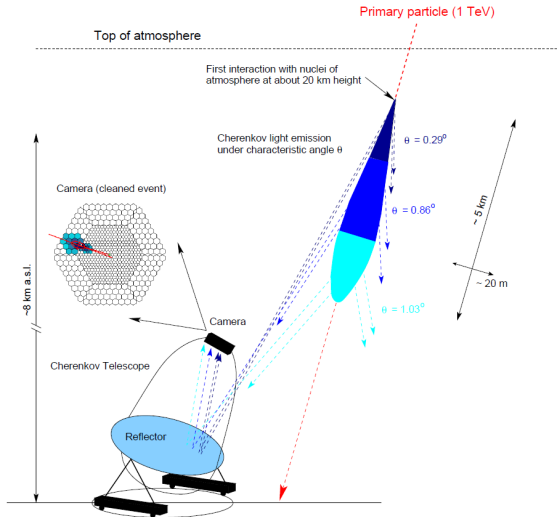 Primary particle (1 TeV)
Top of atmosphere
First interaction with nuclei of
atmosphere at about 20 km height
Cherenkov light emission
under characteristic angle θ
θ = 0.29°
~ 5 km
Camera (cleaned event)
θ = 0.86°
~ 20 m
~8 km a.s.l.
θ = 1.03°
Camera
Cherenkov Telescope
Reflector